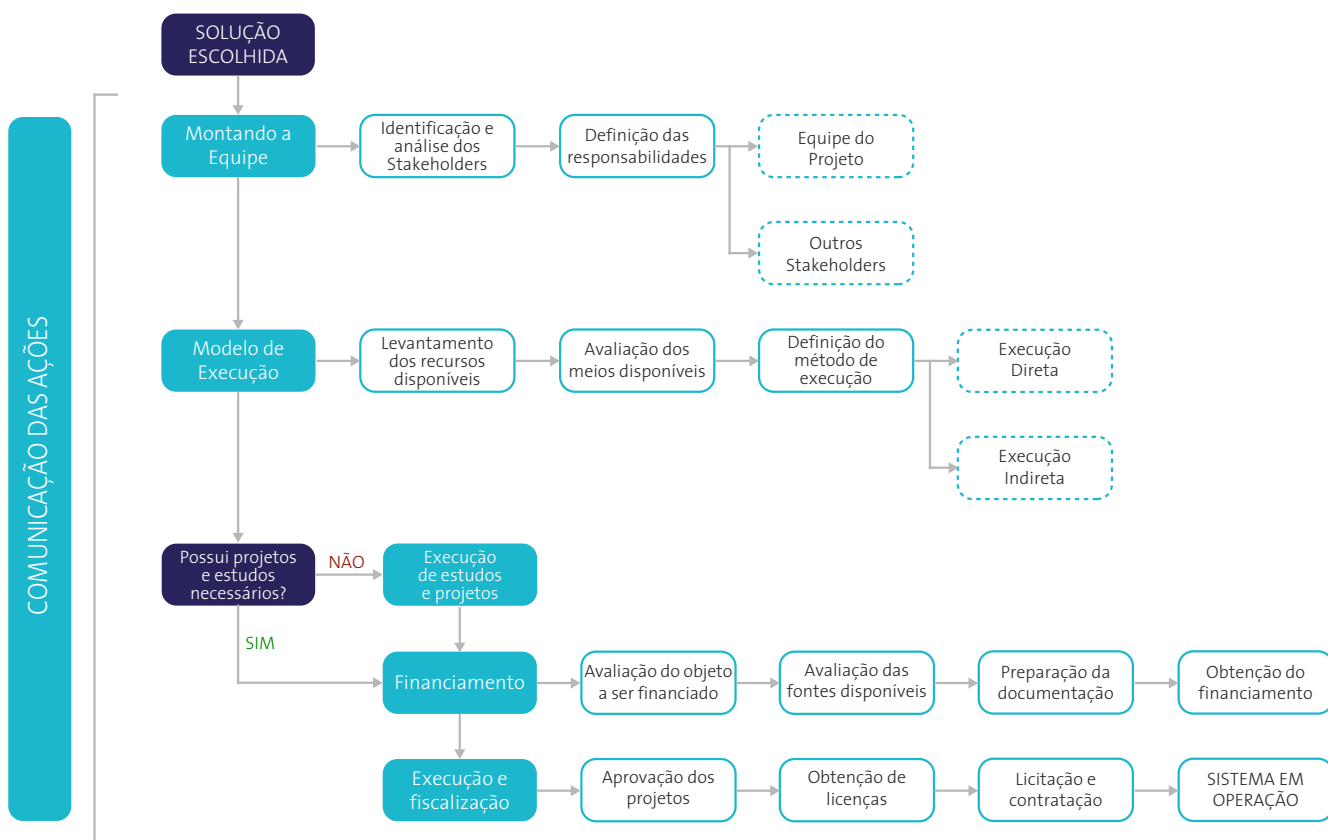 SOLUÇÃO
ESCOLHIDA
COMUNICAÇÃO DAS AÇÕES
Montando a
Equipe
Identificação e
análise dos
Stakeholders
Definição das
responsabilidades
Equipe do
Projeto
Outros
Stakeholders
Modelo de
Execução
Levantamento
dos recursos
disponíveis
Avaliação dos
meios disponíveis
Definição do
método de
execução
Execução
Direta
Execução
Indireta
Possui projetos
e estudos
necessários?
NÃO
Execução
de estudos
e projetos
SIM
Financiamento
Avaliação do objeto
a ser financiado
Avaliação das
fontes disponíveis
Preparação da
documentação
Obtenção do
financiamento
Execução e
fiscalização
Aprovação dos
projetos
Obtenção de
licenças
Licitação e
contratação
SISTEMA EM
OPERAÇÃO